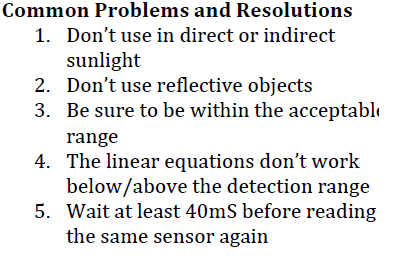 Common Problems and Resolutions
1. Don't use in direct or indirect
sunlight
2. Don't use reflective objects
3. Be sure to be within the acceptable
range
4. The linear equations don't work
below/above the detection range
5. Wait at least 40mS before reading
the same sensor again